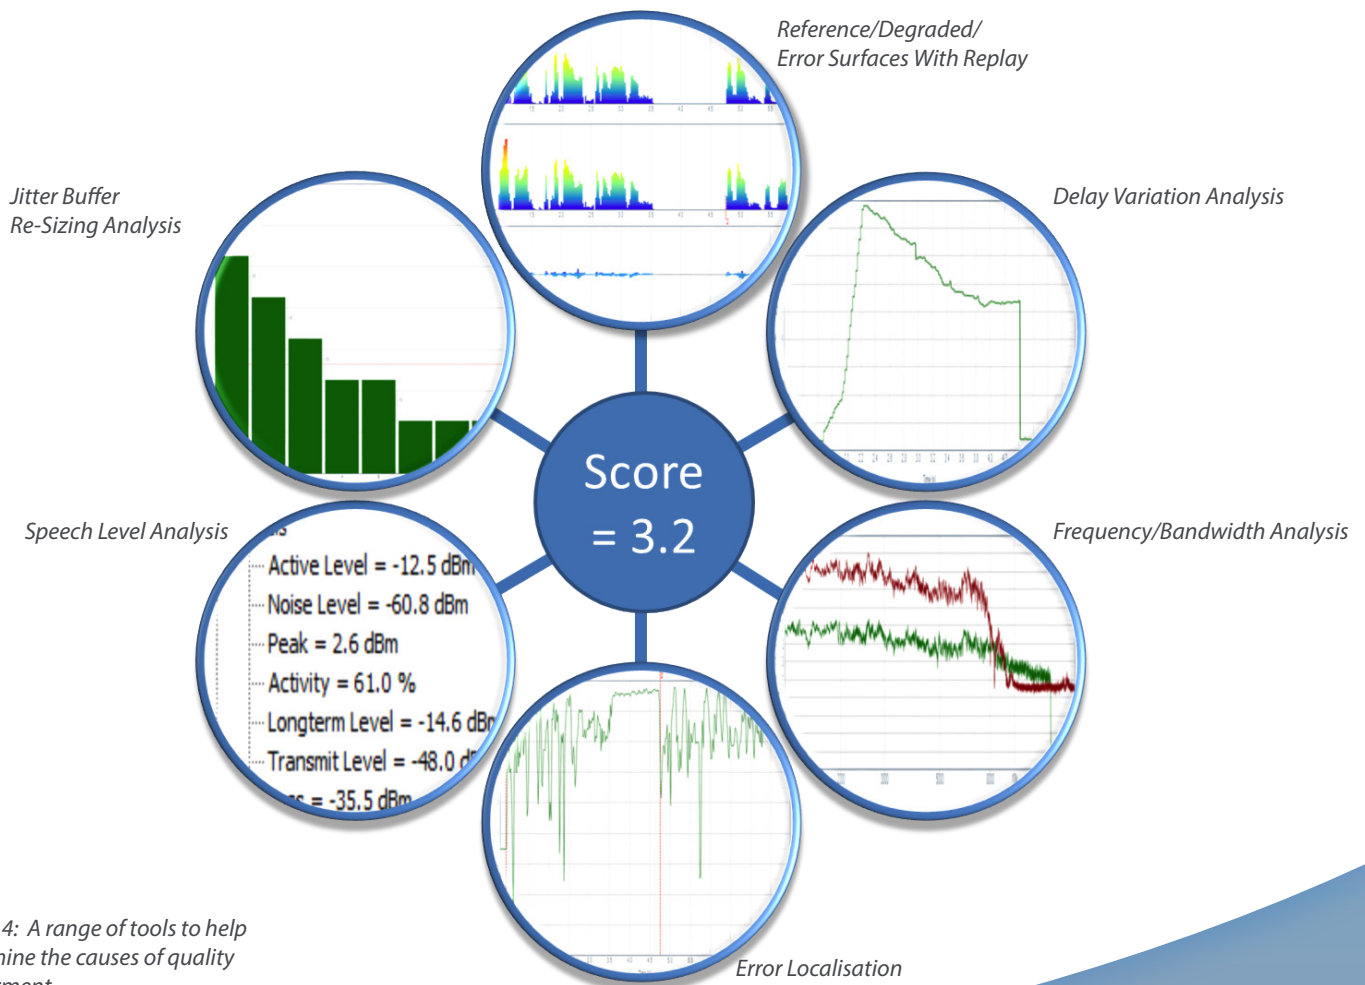 Reference/Degraded/
Error Surfaces With Replay
Jitter Buffer
Re-Sizing Analysis
Delay Variation Analysis
Score
= 3.2
Speech Level Analysis
Active Level = -12.5 dBm
Noise Level = -60.8 dBm
Peak = 2.6 dBm
Activity = 61.0 %
Longterm Level = -14.6 dBm
Transmit Level = -48.0
= -35.5 dBm
Frequency/Bandwidth Analysis
Error Localisation
4: A range of tools to help
mine the causes of quality